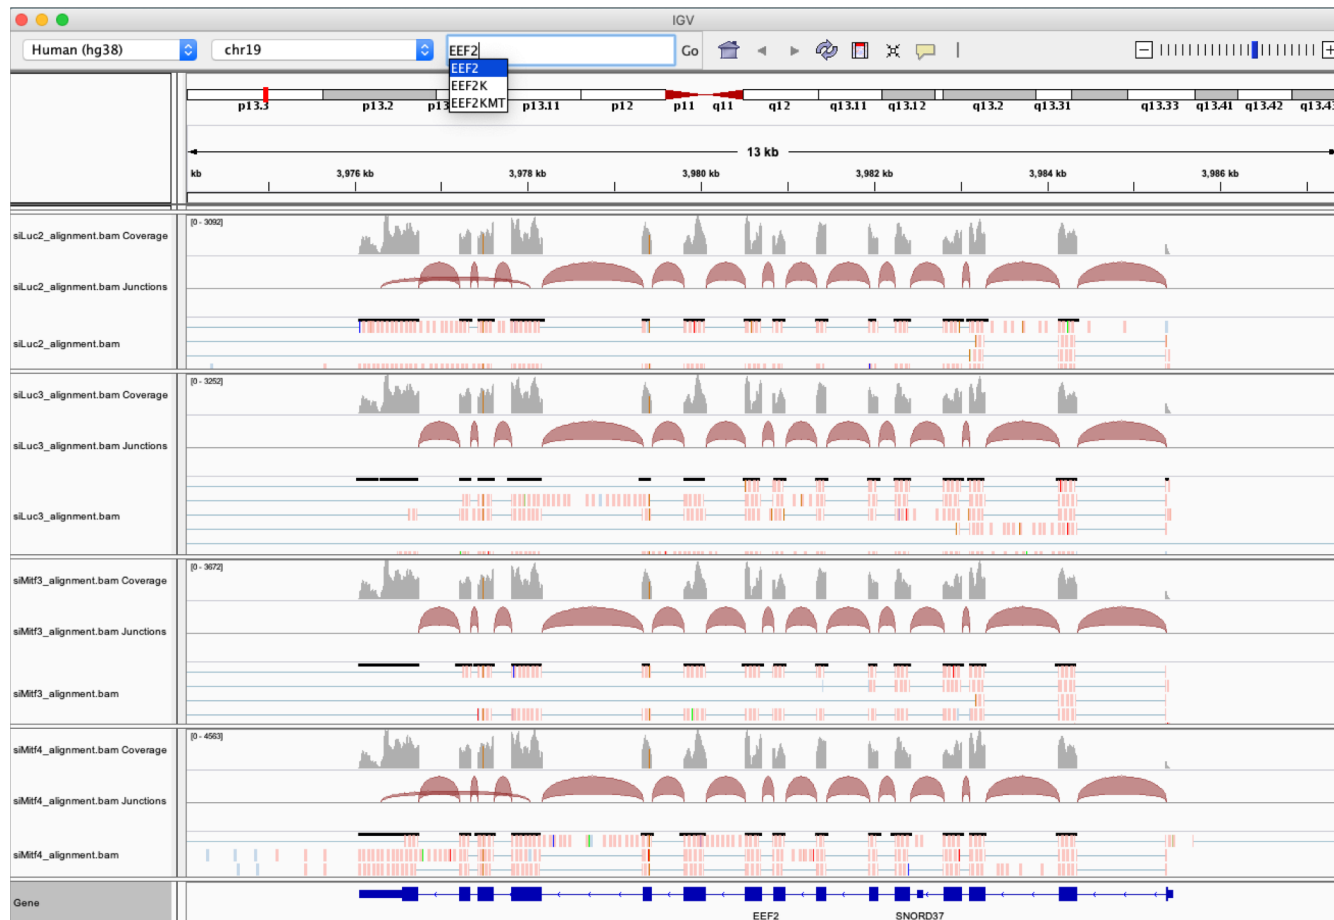 IGV
Human (hg38) chr19 EEF2 Go
EEF2
EEF2K
EEF2KMT
p13.3 p13.2 p13.11 p12 p11 q11 q12 q13.11 q13.12 q13.2 q13.31 q13.33 q13.41 q13.42
13 kb
kb 3,976 kb 3,978 kb 3,980 kb 3,982 kb 3,984 kb 3,986 kb
[0 - 3092]
siLuc2_alignment.bam Coverage
siLuc2_alignment.bam Junctions
siLuc2_alignment.bam
[0 - 3252]
siLuc3_alignment.bam Coverage
siLuc3_alignment.bam Junctions
siLuc3_alignment.bam
[0 - 3672]
siMitf3_alignment.bam Coverage
siMitf3_alignment.bam Junctions
siMitf3_alignment.bam
[0 - 4563]
siMitf4_alignment.bam Coverage
siMitf4_alignment.bam Junctions
siMitf4_alignment.bam
Gene
EEF2 SNORD37